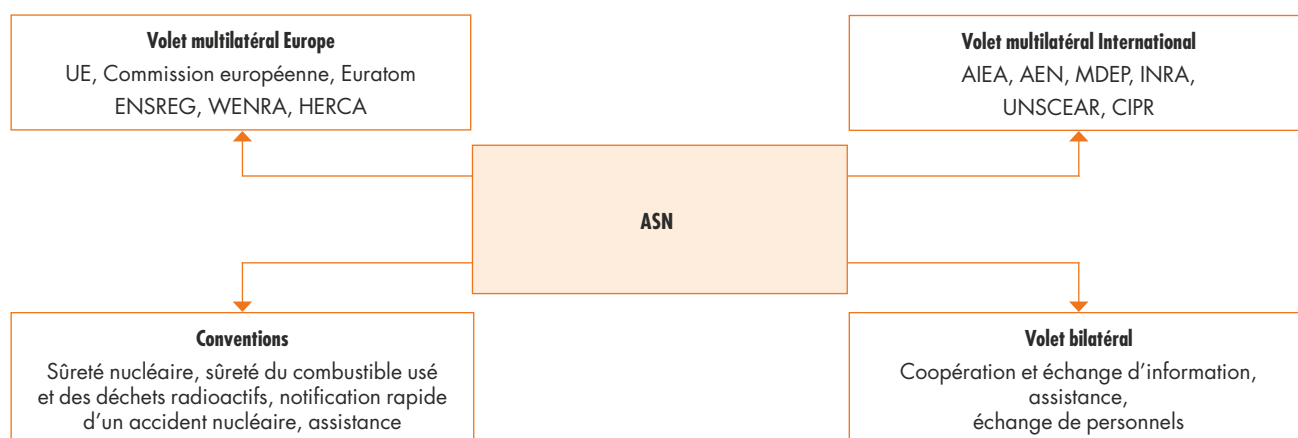 Volet multilatéral Europe
UE, Commission européenne, Euratom
ENSREG, WENRA, HERCA
Volet multilatéral International
AIEA, AEN, MDEP, INRA,
UNSCEAR, CIPR
ASN
Conventions
Sûreté nucléaire, sûreté du combustible usé
et des déchets radioactifs, notification rapide
d’un accident nucléaire, assistance
Volet bilatéral
Coopération et échange d’information,
assistance,
échange de personnels